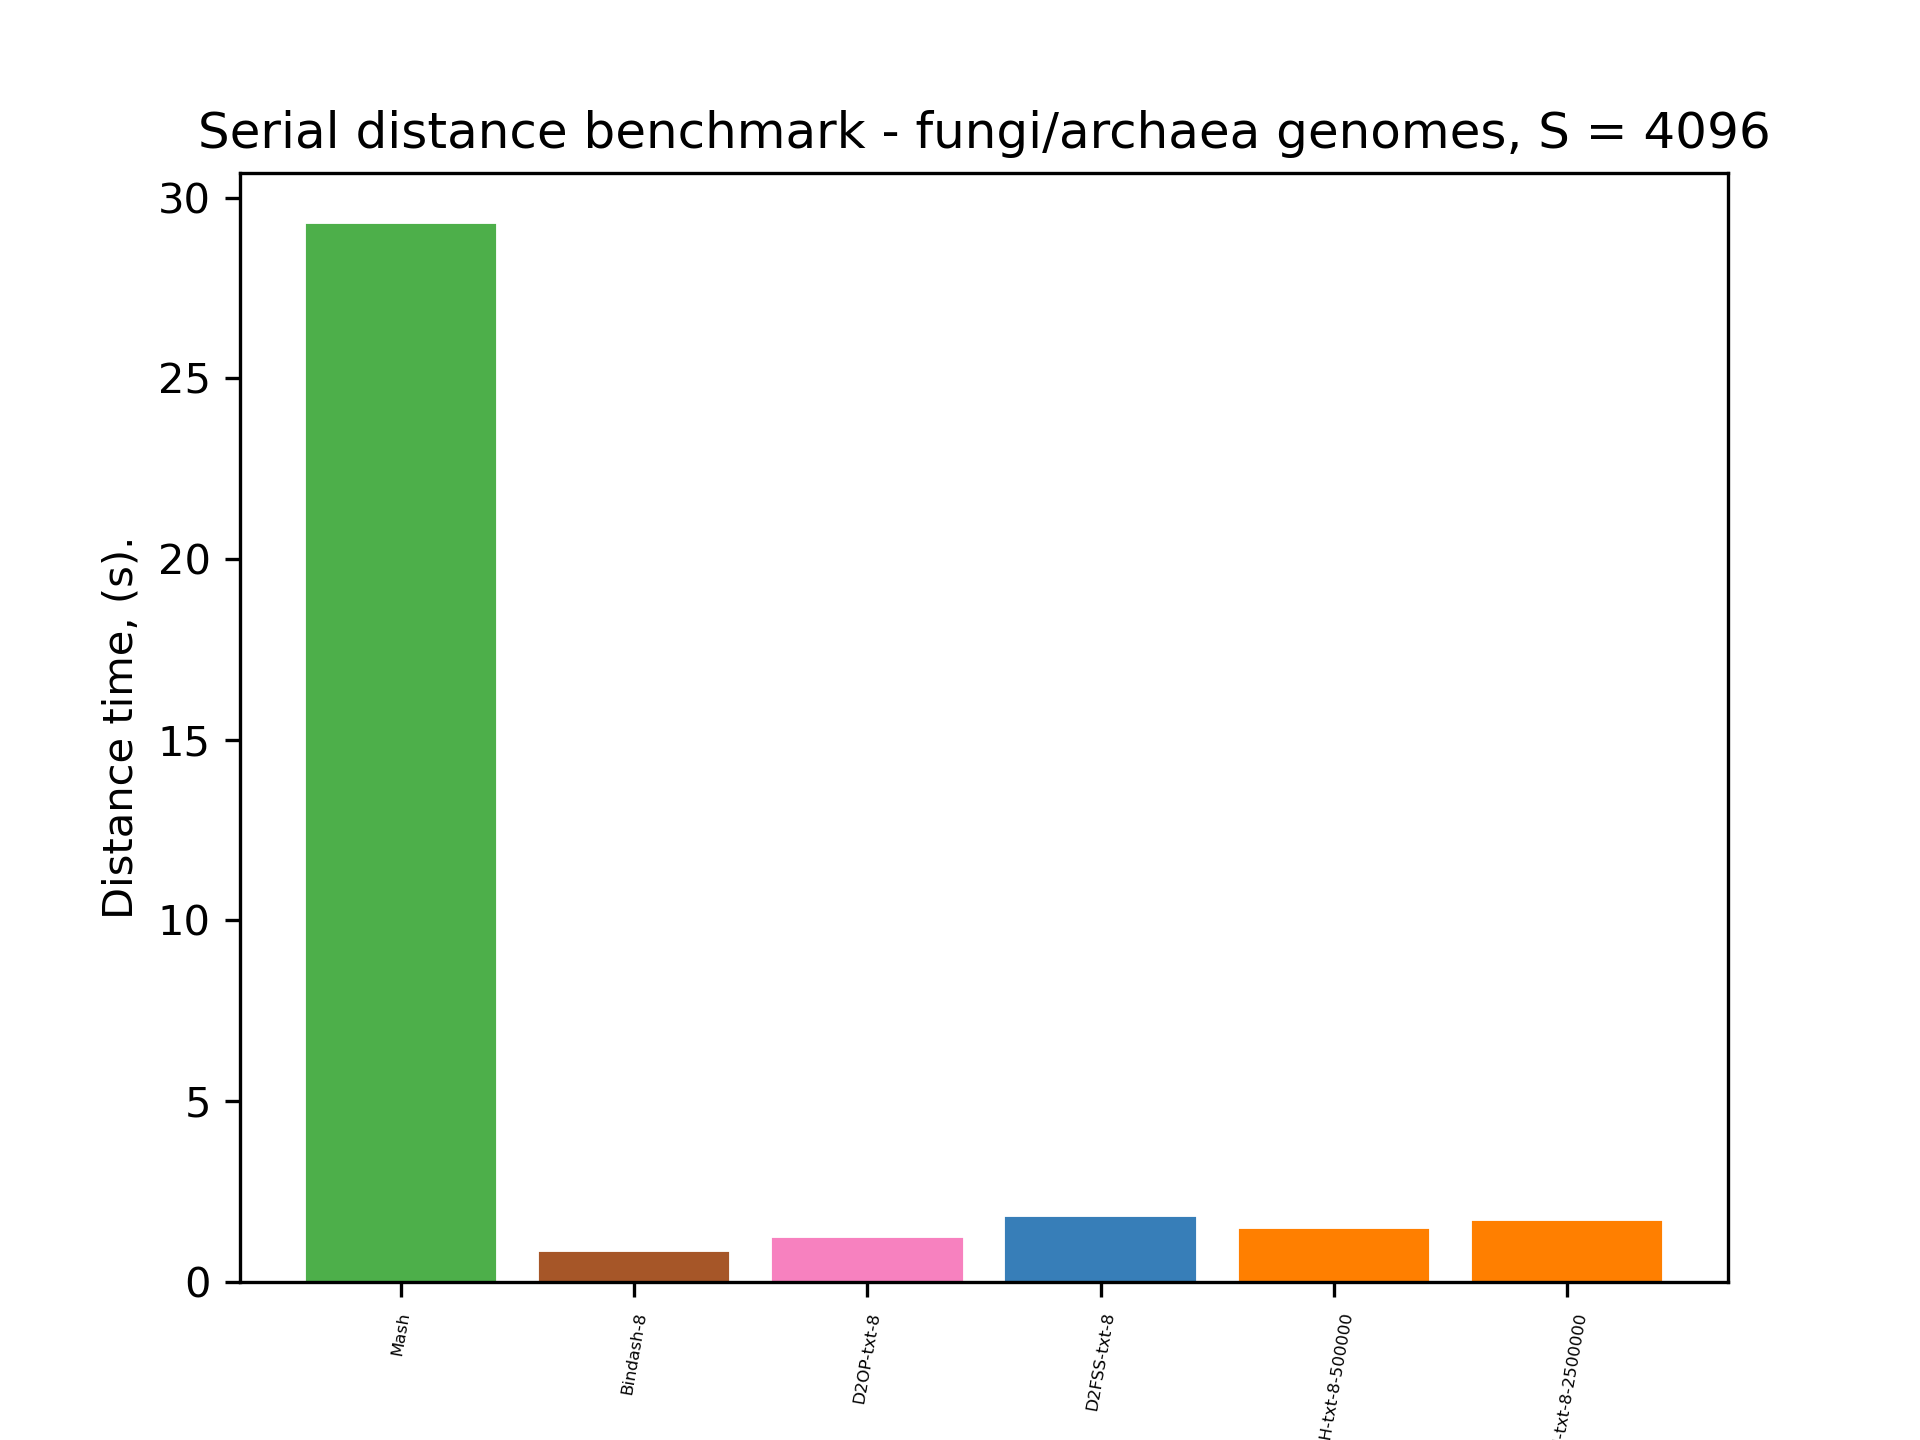 Serial distance benchmark - fungi/archaea genomes, S = 4096
Distance time, (s).
30
25
20
15
10
5
0
Mash
Bindash-8
D2OP-txt-8
D2FSS-txt-8
H-txt-8-500000
-txt-8-2500000